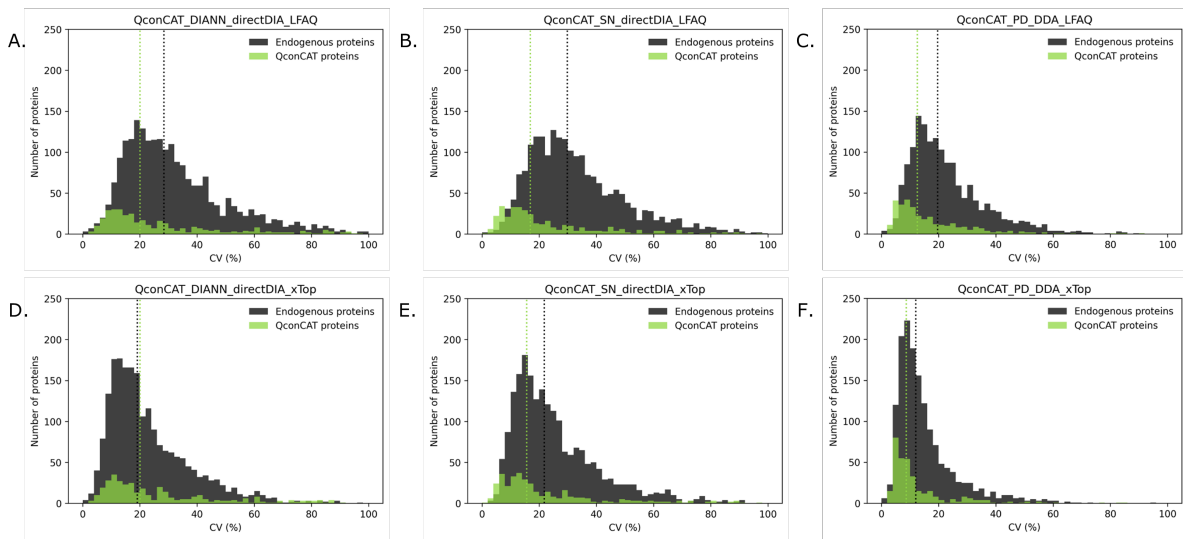 A.
QconCAT_DIANN_directDIA_LFAQ
Endogenous proteins
QconCAT proteins
Number of proteins
250
200
150
100
50
0
0 20 40 60 80 100
CV (%)
B.
QconCAT_SN_directDIA_LFAQ
Endogenous proteins
QconCAT proteins
Number of proteins
250
200
150
100
50
0
0 20 40 60 80 100
CV (%)
C.
QconCAT_PD_DDA_LFAQ
Endogenous proteins
QconCAT proteins
Number of proteins
250
200
150
100
50
0
0 20 40 60 80 100
CV (%)
D.
QconCAT_DIANN_directDIA_xTop
Endogenous proteins
QconCAT proteins
Number of proteins
250
200
150
100
50
0
0 20 40 60 80 100
CV (%)
E.
QconCAT_SN_directDIA_xTop
Endogenous proteins
QconCAT proteins
Number of proteins
250
200
150
100
50
0
0 20 40 60 80 100
CV (%)
F.
QconCAT_PD_DDA_xTop
Endogenous proteins
QconCAT proteins
Number of proteins
250
200
150
100
50
0
0 20 40 60 80 100
CV (%)